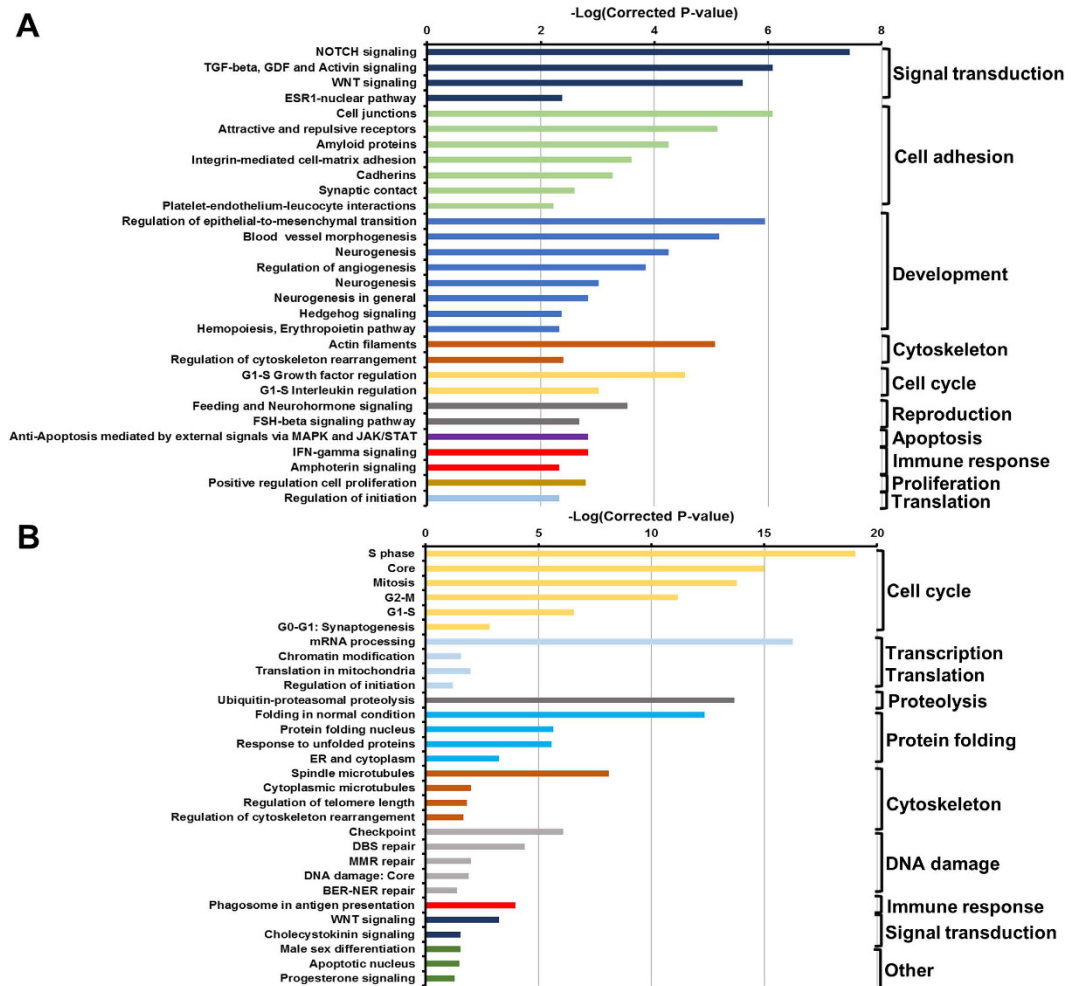 A
-Log(Corrected P-value)
0 2 4 6 8
NOTCH signaling
TGF-beta, GDF and Activin signaling
WNT signaling
ESR1-nuclear pathway
Signal transduction
Cell junctions
Attractive and repulsive receptors
Amyloid proteins
Integrin-mediated cell-matrix adhesion
Cadherins
Synaptic contact
Platelet-endothelium-leucocyte interactions
Cell adhesion
Regulation of epithelial-to-mesenchymal transition
Blood vessel morphogenesis
Neurogenesis
Regulation of angiogenesis
Neurogenesis
Neurogenesis in general
Hedgehog signaling
Hemopoiesis, Erythropoietin pathway
Development
Actin filaments
Regulation of cytoskeleton rearrangement
Cytoskeleton
G1-S Growth factor regulation
G1-S Interleukin regulation
Cell cycle
Feeding and Neurohormone signaling
FSH-beta signaling pathway
Reproduction
Anti-Apoptosis mediated by external signals via MAPK and JAK/STAT
Apoptosis
IFN-gamma signaling
Amphoterin signaling
Immune response
Positive regulation cell proliferation
Proliferation
Regulation of initiation
Translation
B
-Log(Corrected P-value)
0 5 10 15 20
S phase
Core
Mitosis
G2-M
G1-S
G0-G1: Synaptogenesis
Cell cycle
mRNA processing
Chromatin modification
Translation in mitochondria
Regulation of initiation
Transcription
Translation
Ubiquitin-proteasomal proteolysis
Proteolysis
Folding in normal condition
Protein folding nucleus
Response to unfolded proteins
ER and cytoplasm
Protein folding
Spindle microtubules
Cytoplasmic microtubules
Regulation of telomere length
Regulation of cytoskeleton rearrangement
Cytoskeleton
Checkpoint
DBS repair
MMR repair
DNA damage: Core
BER-NER repair
DNA damage
Phagosome in antigen presentation
Immune response
WNT signaling
Cholecystokinin signaling
Signal transduction
Male sex differentiation
Apoptotic nucleus
Progesterone signaling
Other